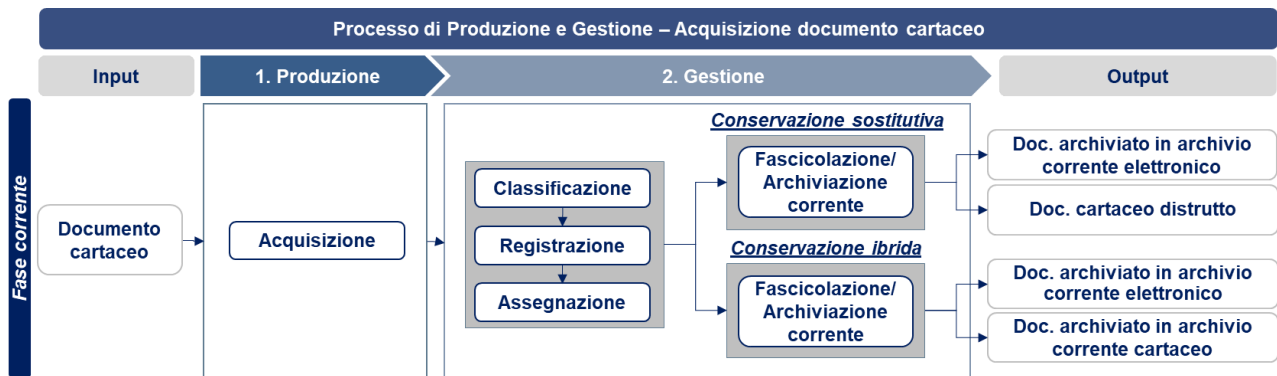 Processo di Produzione e Gestione – Acquisizione documento cartaceo
Input
1. Produzione
2. Gestione
Output
Fase corrente
Documento
cartaceo
Acquisizione
Classificazione
Registrazione
Assegnazione
Conservazione sostitutiva
Fascicolazione/
Archiviazione
corrente
Conservazione ibrida
Fascicolazione/
Archiviazione
corrente
Doc. archiviato in archivio
corrente elettronico
Doc. cartaceo distrutto
Doc. archiviato in archivio
corrente elettronico
Doc. archiviato in archivio
corrente cartaceo